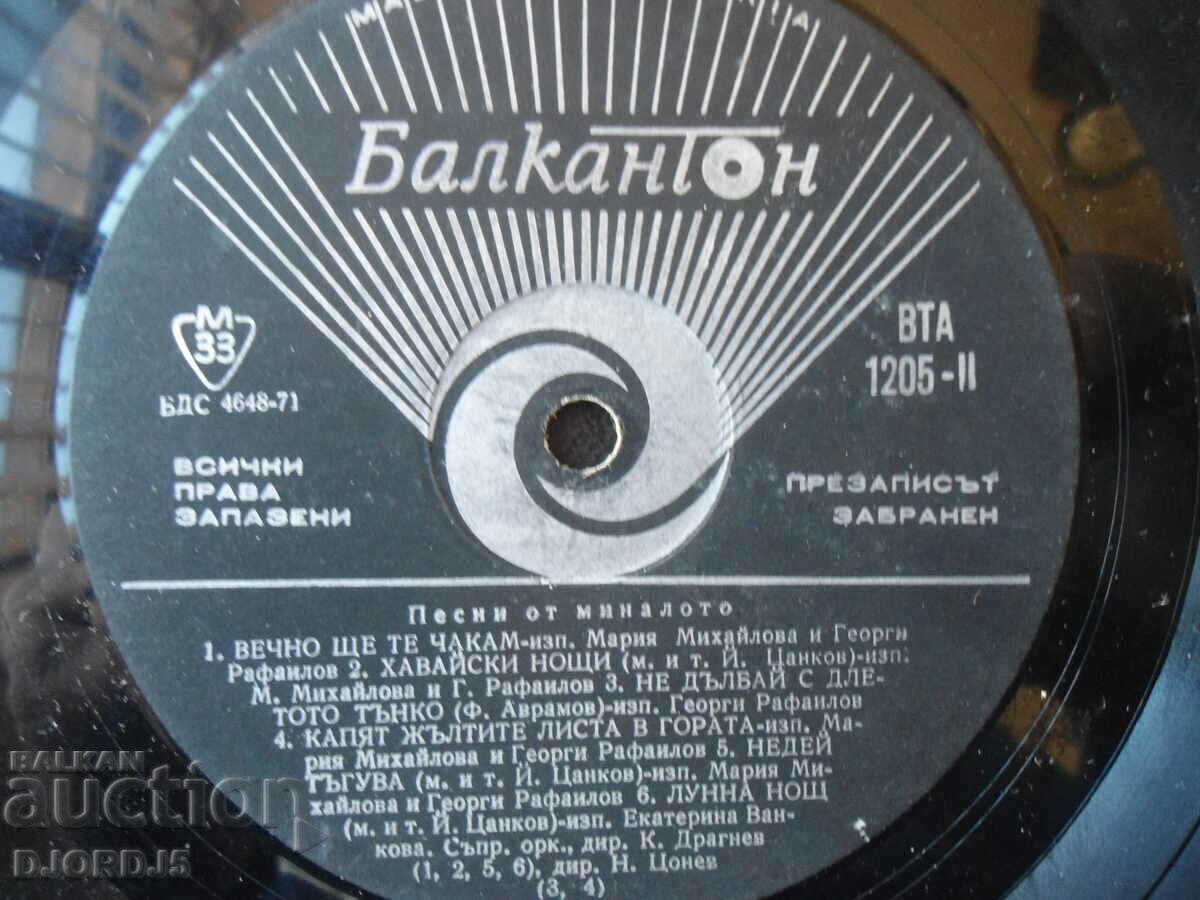 Балкантон
М
33
БДС 4648-71
ВТА
1205-II
ВСИЧКИ
ПРАВА
ЗАПАЗЕНИ
ПРЕЗАПИСЪТ
ЗАБРАНЕН
Песни от миналото
1. ВЕЧНО ЩЕ ТЕ ЧАКАМ-изп. Мария Михайлова и Георги
Рафаилов 2. ХАВАЙСКИ НОЩИ (м. и т. Й. Цанков)-изп.
М. Михайлова и Г. Рафаилов 3. НЕ ДЪЛБАЙ С ДЛЕ-
ТОТО ТЪНКО (Ф. Аврамов)-изп. Георги Рафаилов
4. КАПЯТ ЖЪЛТИТЕ ЛИСТА В ГОРАТА-изп. Ма-
рия Михайлова и Георги Рафаилов 5. НЕДЕЙ
ТЪГУВА (м. и т. Й. Цанков)-изп. Мария Ми-
хайлова и Георги Рафаилов 6. ЛУННА НОЩ
(м. и т. Й. Цанков)-изп. Екатерина Ван-
кова. Съпр. орк., дир. К. Драгнев
(1, 2, 5, 6), дир. Н. Цонев
(3, 4)
BALKAN
auction
DJORDJ5